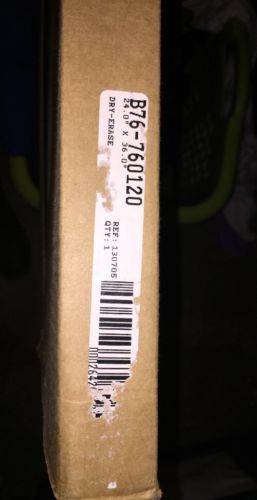 B76-760120
24.0" X 36.0"
DRY-ERASE
REF: 130705
QTY: 1